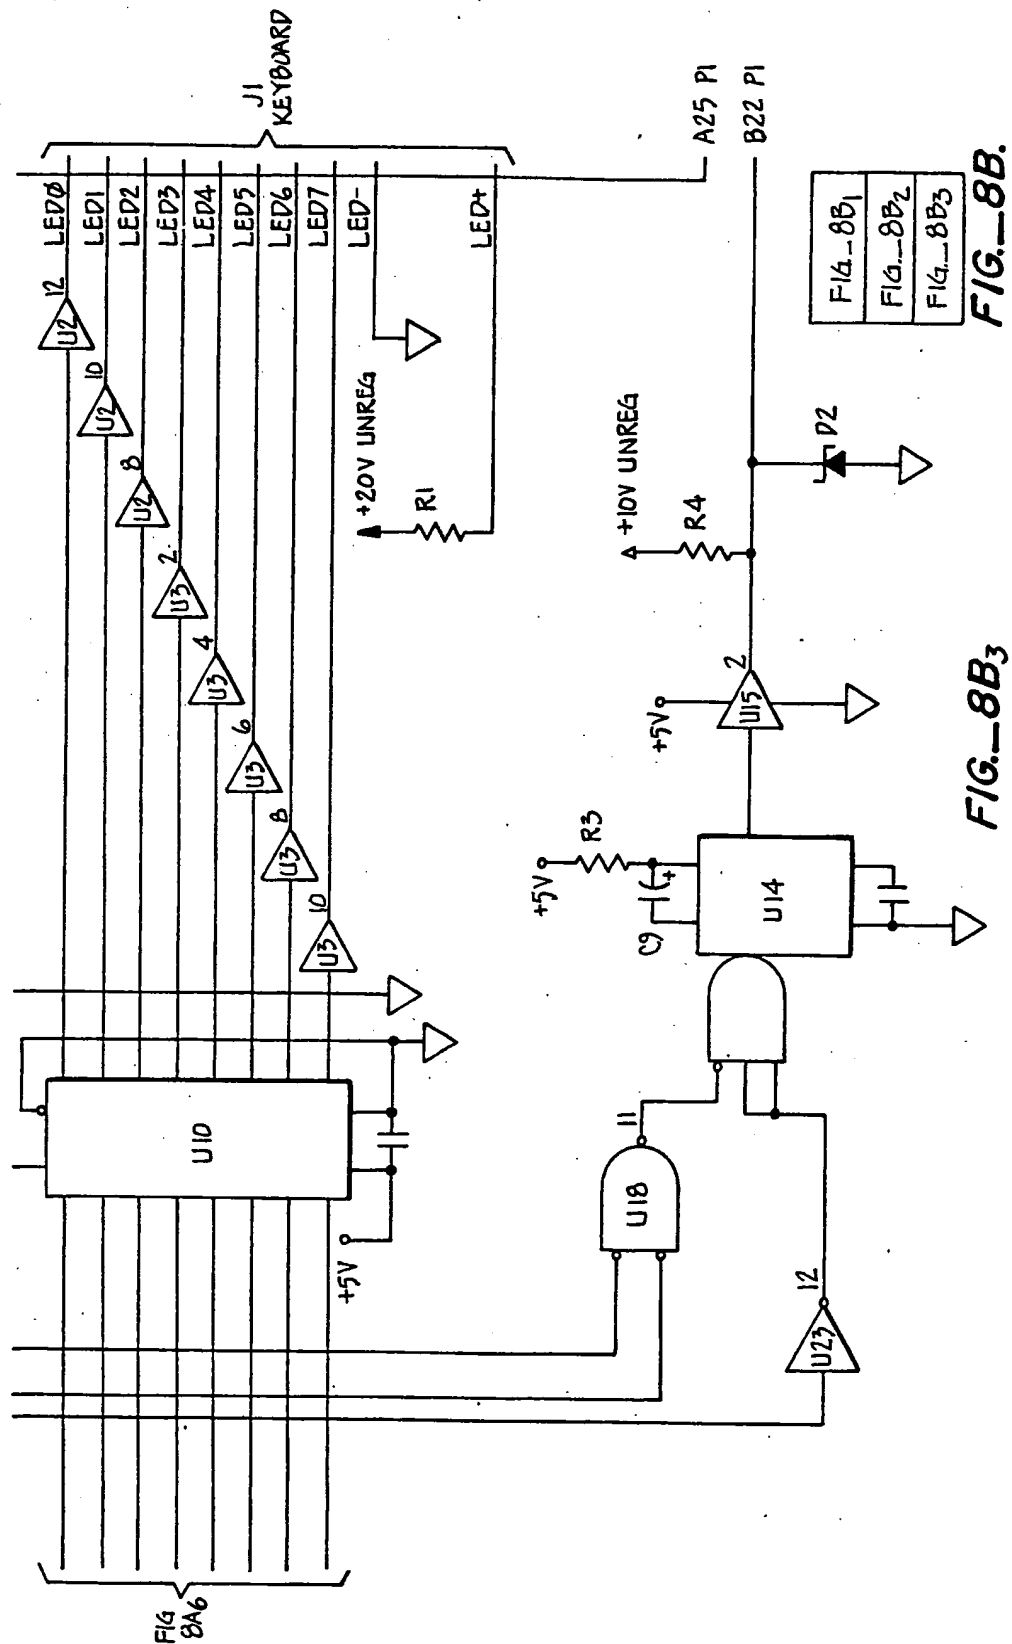 J1
KEYBOARD
LED0
LED1
LED2
LED3
LED4
LED5
LED6
LED7
LED-
LED+
12
U2
10
U2
8
U2
2
U3
4
U3
6
U3
8
U3
10
U3
+20V UNREG
R1
U10
+5V
FIG
8A6
A25 P1
B22 P1
+10V UNREG
R4
D2
+5V
U15
2
+5V
R3
C9
+
U14
11
U18
12
U23
FIG._8B1
FIG._8B2
FIG._8B3
FIG._8B.
FIG._8B3